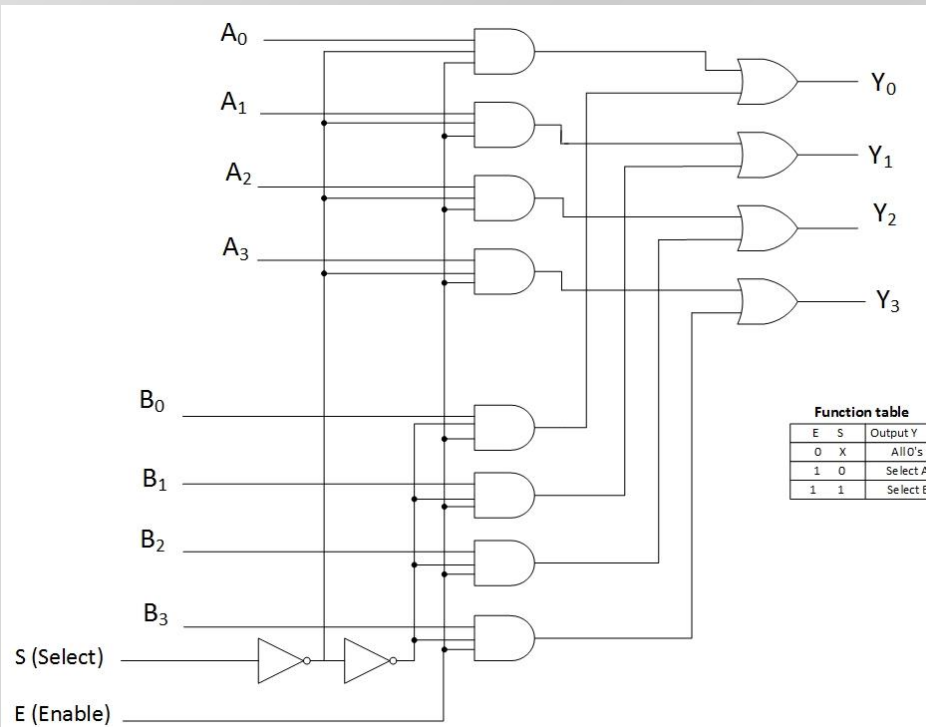 A0
A1
A2
A3
B0
B1
B2
B3
S (Select)
E (Enable)
Y0
Y1
Y2
Y3
Function table
E S Output Y
0 X All 0's
1 0 Select A
1 1 Select B